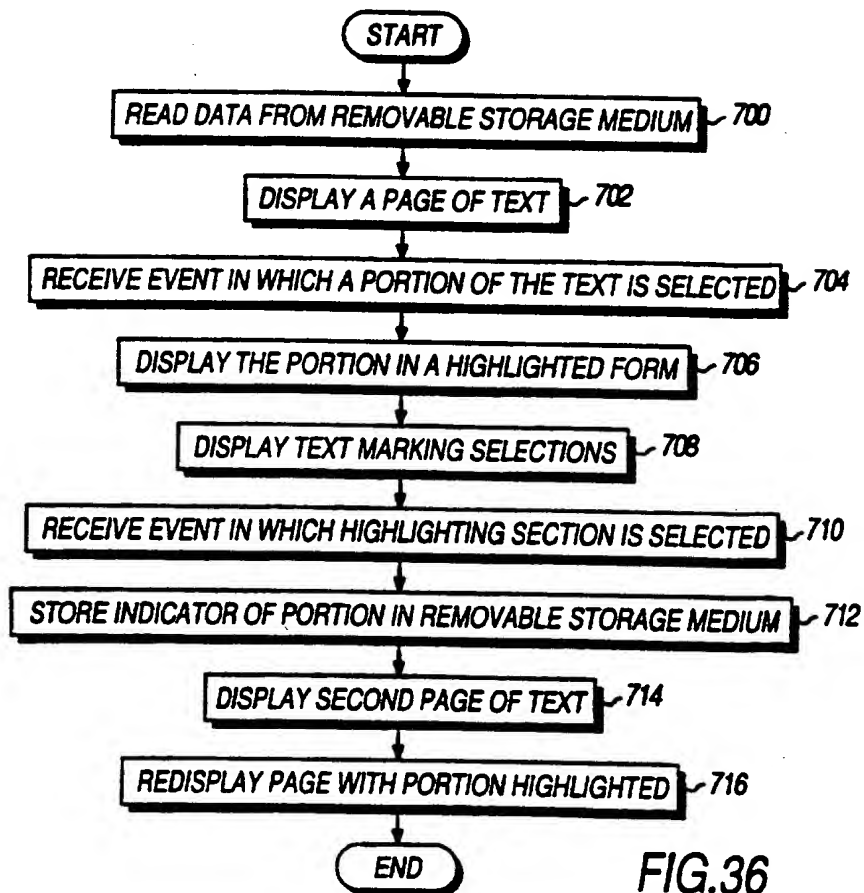 START
READ DATA FROM REMOVABLE STORAGE MEDIUM 700
DISPLAY A PAGE OF TEXT 702
RECEIVE EVENT IN WHICH A PORTION OF THE TEXT IS SELECTED 704
DISPLAY THE PORTION IN A HIGHLIGHTED FORM 706
DISPLAY TEXT MARKING SELECTIONS 708
RECEIVE EVENT IN WHICH HIGHLIGHTING SECTION IS SELECTED 710
STORE INDICATOR OF PORTION IN REMOVABLE STORAGE MEDIUM 712
DISPLAY SECOND PAGE OF TEXT 714
REDISPLAY PAGE WITH PORTION HIGHLIGHTED 716
END
FIG.36